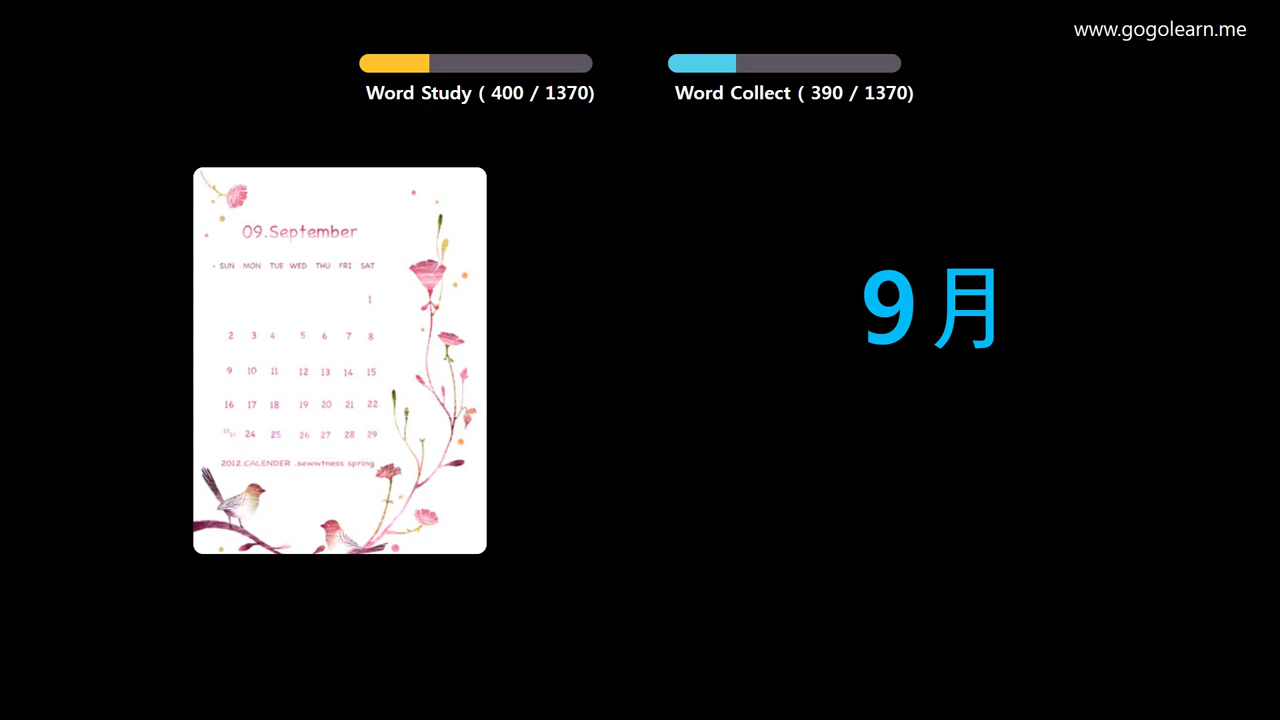 www.gogolearn.me
Word Study ( 400 / 1370)
Word Collect ( 390 / 1370)
09.September
SUN MON TUE WED THU FRI SAT
1
2 3 4 5 6 7 8
9 10 11 12 13 14 15
16 17 18 19 20 21 22
24 25 26 27 28 29
2012.CALENDER .sewwtness spring
9月